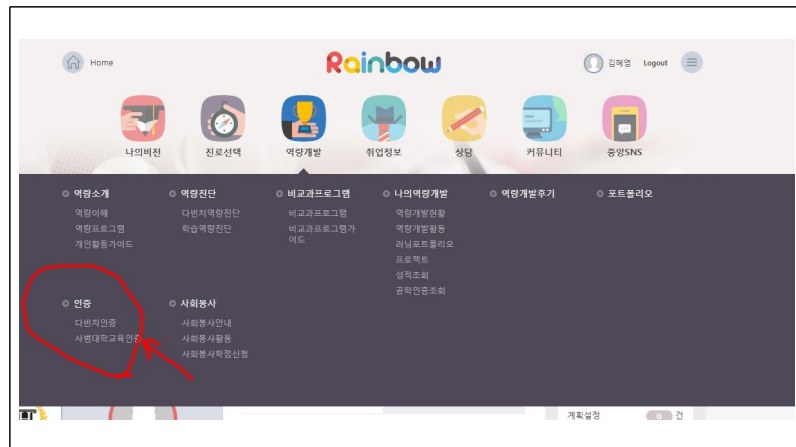 Home
Rainbow
김혜영 Logout
나의비전 진로선택 역량개발 취업정보 상담 커뮤니티 중앙SNS
역량소개 역량진단 비교과프로그램 나의역량개발 역량개발후기 포트폴리오
역량이해 다빈치역량진단 비교과프로그램 역량개발현황
역량프로그램 학습역량진단 비교과프로그램가 역량개발활동
개인활동가이드 이드 러닝포트폴리오
프로젝트
성적조회
공학인증조회
인증 사회봉사
다빈치인증 사회봉사안내
사범대학교육인증 사회봉사활동
사회봉사학점신청
계획설정 0 건